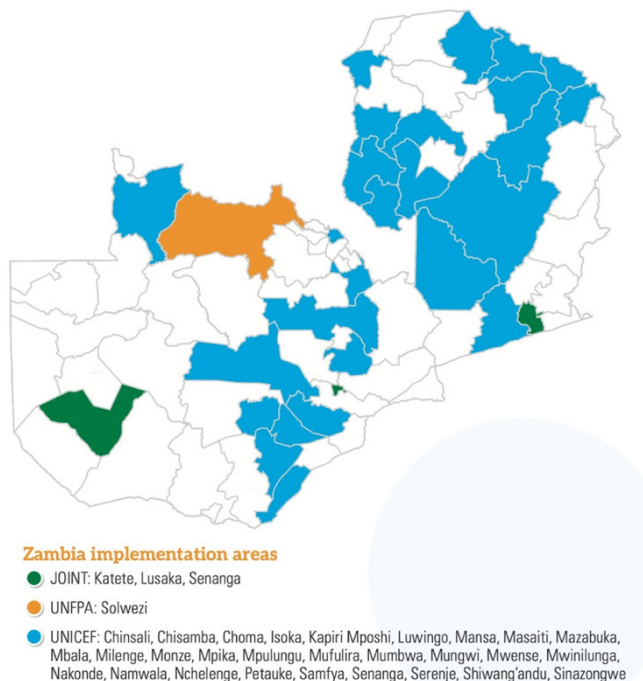 Zambia implementation areas
JOINT: Katete, Lusaka, Senanga
UNFPA: Solwezi
UNICEF: Chinsali, Chisamba, Choma, Isoka, Kapiri Mposhi, Luwingo, Mansa, Masaiti, Mazabuka,
Mbala, Milenge, Monze, Mpika, Mpulungu, Mufulira, Mumbwa, Mungwi, Mwense, Mwinilunga,
Nakonde, Namwala, Nchelenge, Petauke, Samfya, Senanga, Serenje, Shiwang'andu, Sinazongwe